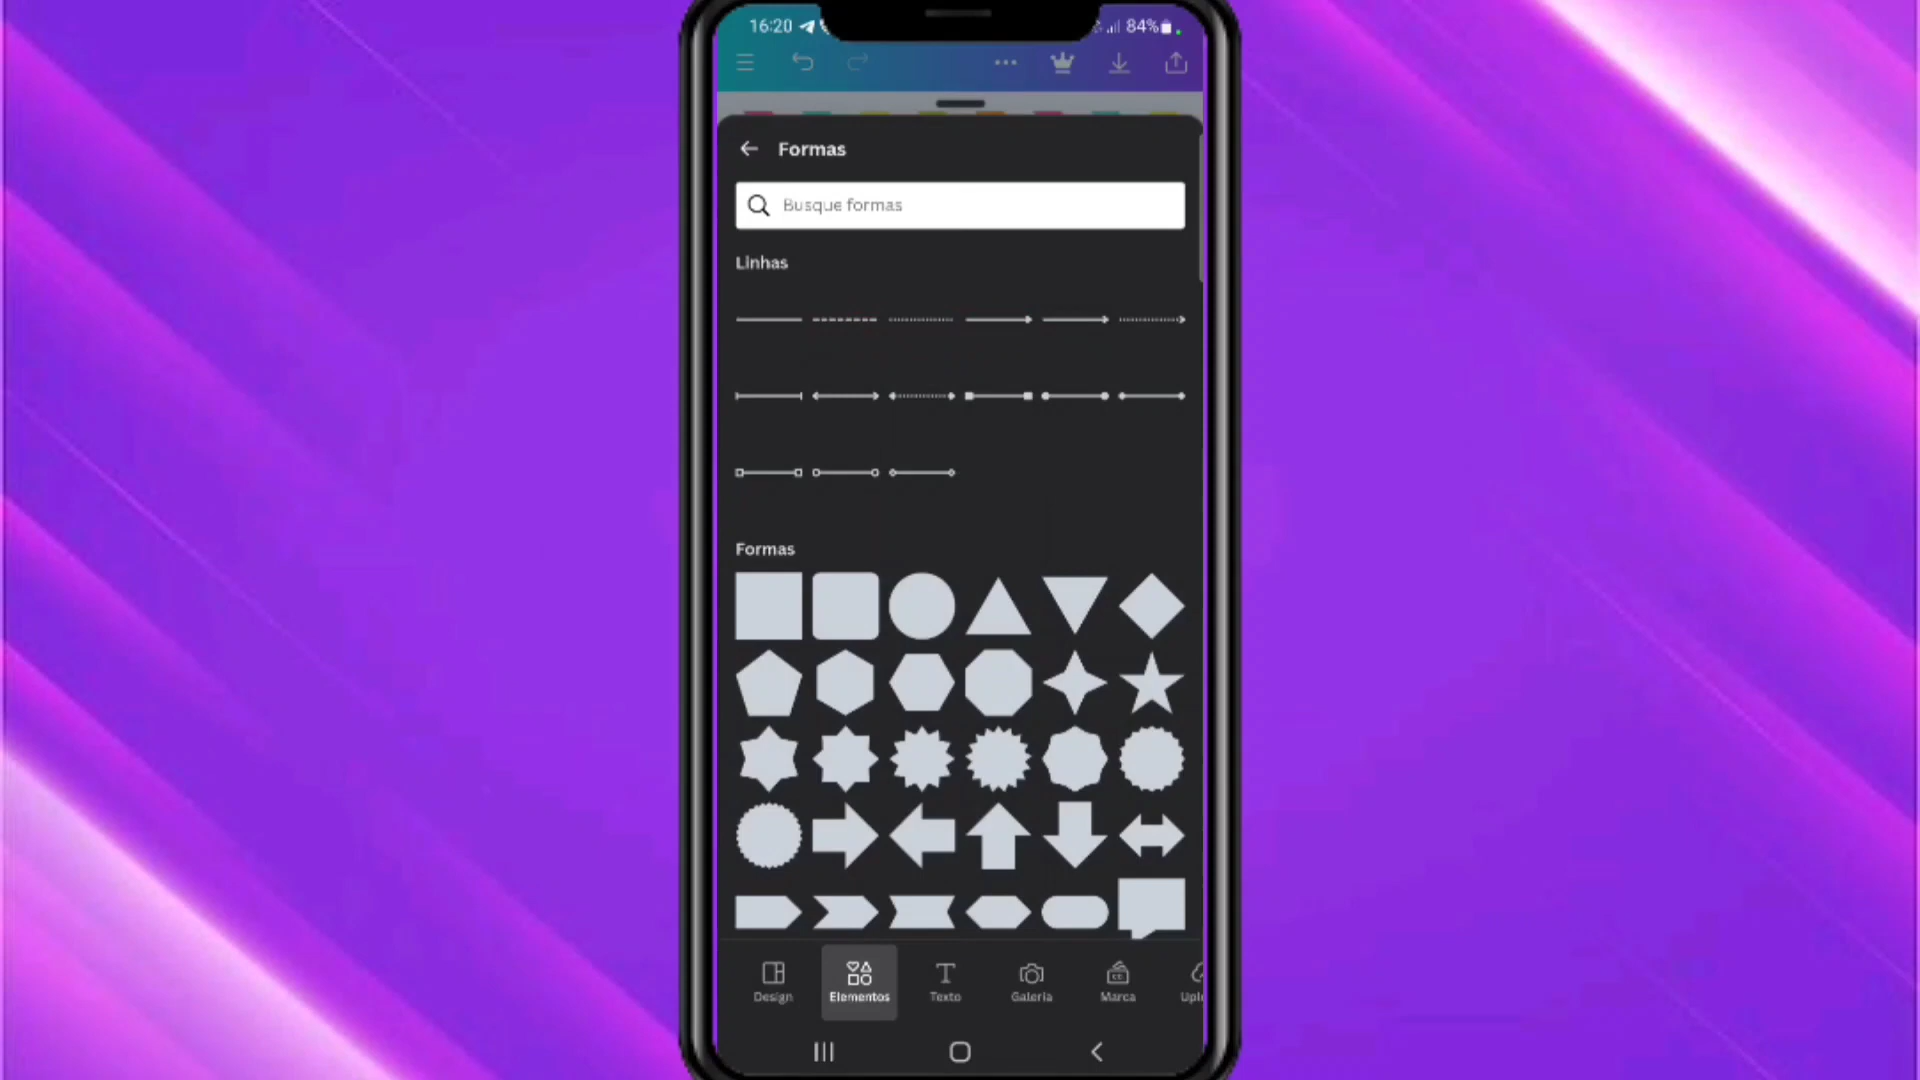 16:20
84%
Formas
Busque formas
Linhas
Formas
Design
Elementos
Texto
Galeria
Marca